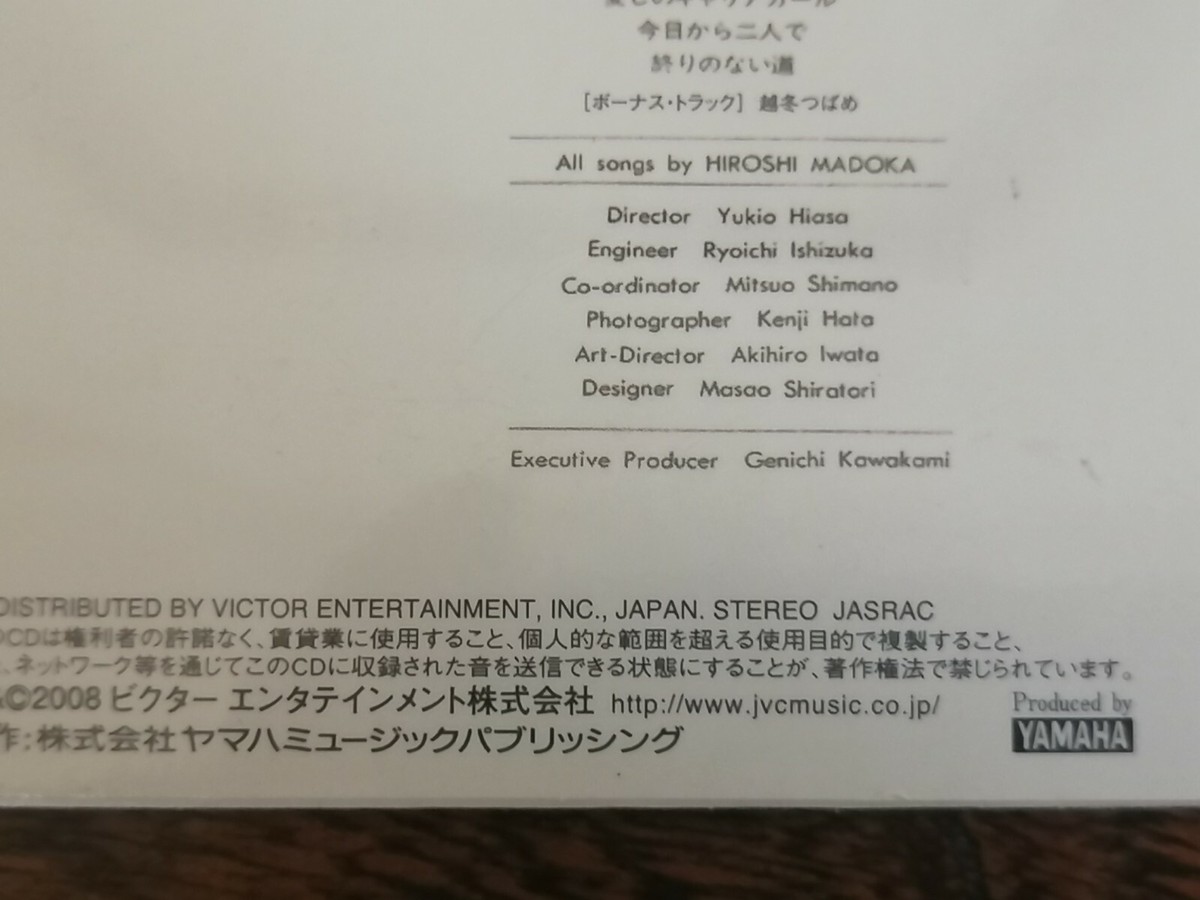 今日から二人で
終りのない道
[ボーナス・トラック] 越冬つばめ
All songs by HIROSHI MADOKA
Director Yukio Hiasa
Engineer Ryoichi Ishizuka
Co-ordinator Mitsuo Shimano
Photographer Kenji Hata
Art-Director Akihiro Iwata
Designer Masao Shiratori
Executive Producer Genichi Kawakami
DISTRIBUTED BY VICTOR ENTERTAINMENT, INC., JAPAN. STEREO JASRAC
CDは権利者の許諾なく、賃貸業に使用すること、個人的な範囲を超える使用目的で複製すること、
、ネットワーク等を通じてこのCDに収録された音を送信できる状態にすることが、著作権法で禁じられています。
©2008 ビクター エンタテインメント株式会社 http://www.jvcmusic.co.jp/
作:株式会社ヤマハミュージックパブリッシング
Produced by
YAMAHA